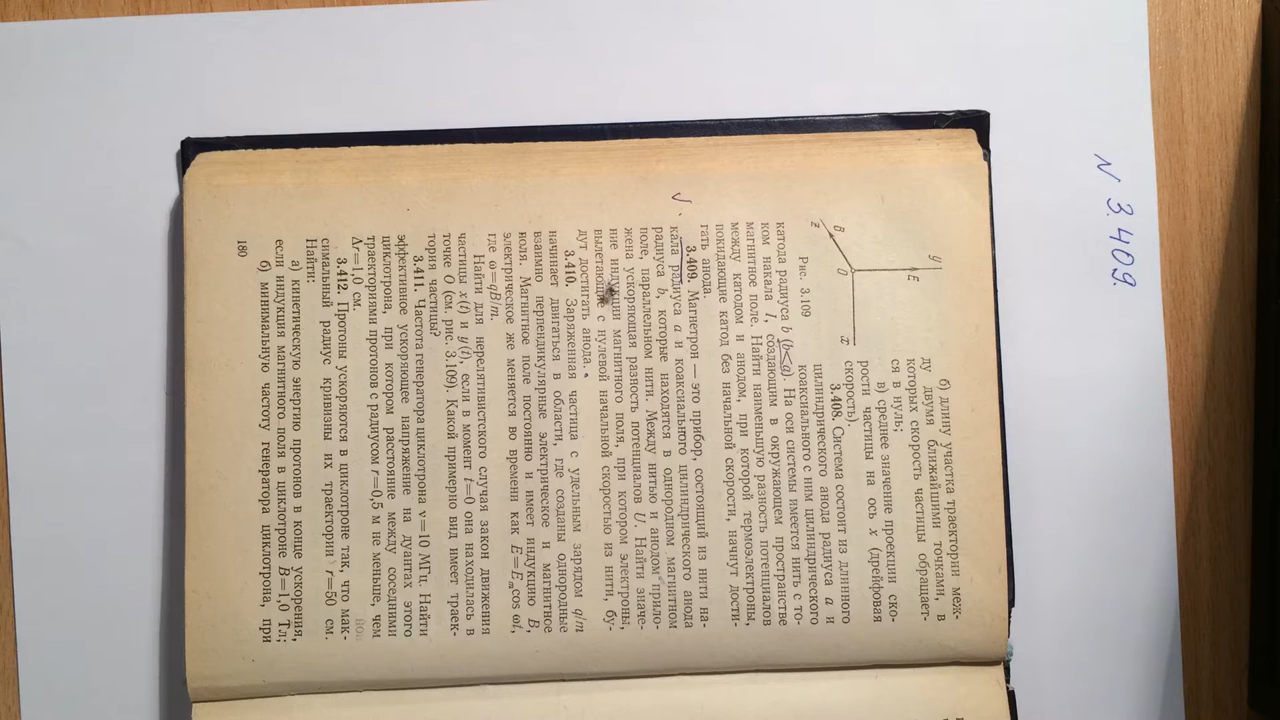 N 3.409.
y
E
B
O
x
z
Рис. 3.109
б) длину участка траектории меж-
ду двумя ближайшими точками, в
которых скорость частицы обращает-
ся в нуль;
в) среднее значение проекции ско-
рости частицы на ось x (дрейфовая
скорость).
3.408. Система состоит из длинного
цилиндрического анода радиуса a и
коаксиального с ним цилиндрического
катода радиуса b (b<a). На оси системы имеется нить с то-
ком накала I, создающим в окружающем пространстве
магнитное поле. Найти наименьшую разность потенциалов
между катодом и анодом, при которой термоэлектроны,
покидающие катод без начальной скорости, начнут дости-
гать анода.
3.409. Магнетрон — это прибор, состоящий из нити на-
кала радиуса a и коаксиального цилиндрического анода
радиуса b, которые находятся в однородном магнитном
поле, параллельном нити. Между нитью и анодом прило-
жена ускоряющая разность потенциалов U. Найти значе-
ние индукции магнитного поля, при котором электроны,
вылетающие с нулевой начальной скоростью из нити, бу-
дут достигать анода.
3.410. Заряженная частица с удельным зарядом q/m
начинает двигаться в области, где созданы однородные
взаимно перпендикулярные электрическое и магнитное
поля. Магнитное поле постоянно и имеет индукцию B,
электрическое же меняется во времени как E=Eₘcos ωt,
где ω=qB/m.
Найти для нерелятивистского случая закон движения
частицы x(t) и y(t), если в момент t=0 она находилась в
точке O (см. рис. 3.109). Какой примерно вид имеет траек-
тория частицы?
3.411. Частота генератора циклотрона ν=10 МГц. Найти
эффективное ускоряющее напряжение на дуантах этого
циклотрона, при котором расстояние между соседними
траекториями протонов с радиусом r=0,5 м не меньше, чем
Δr=1,0 см.
3.412. Протоны ускоряются в циклотроне так, что мак-
симальный радиус кривизны их траектории r=50 см.
Найти:
а) кинетическую энергию протонов в конце ускорения,
если индукция магнитного поля в циклотроне B=1,0 Тл;
б) минимальную частоту генератора циклотрона, при
180